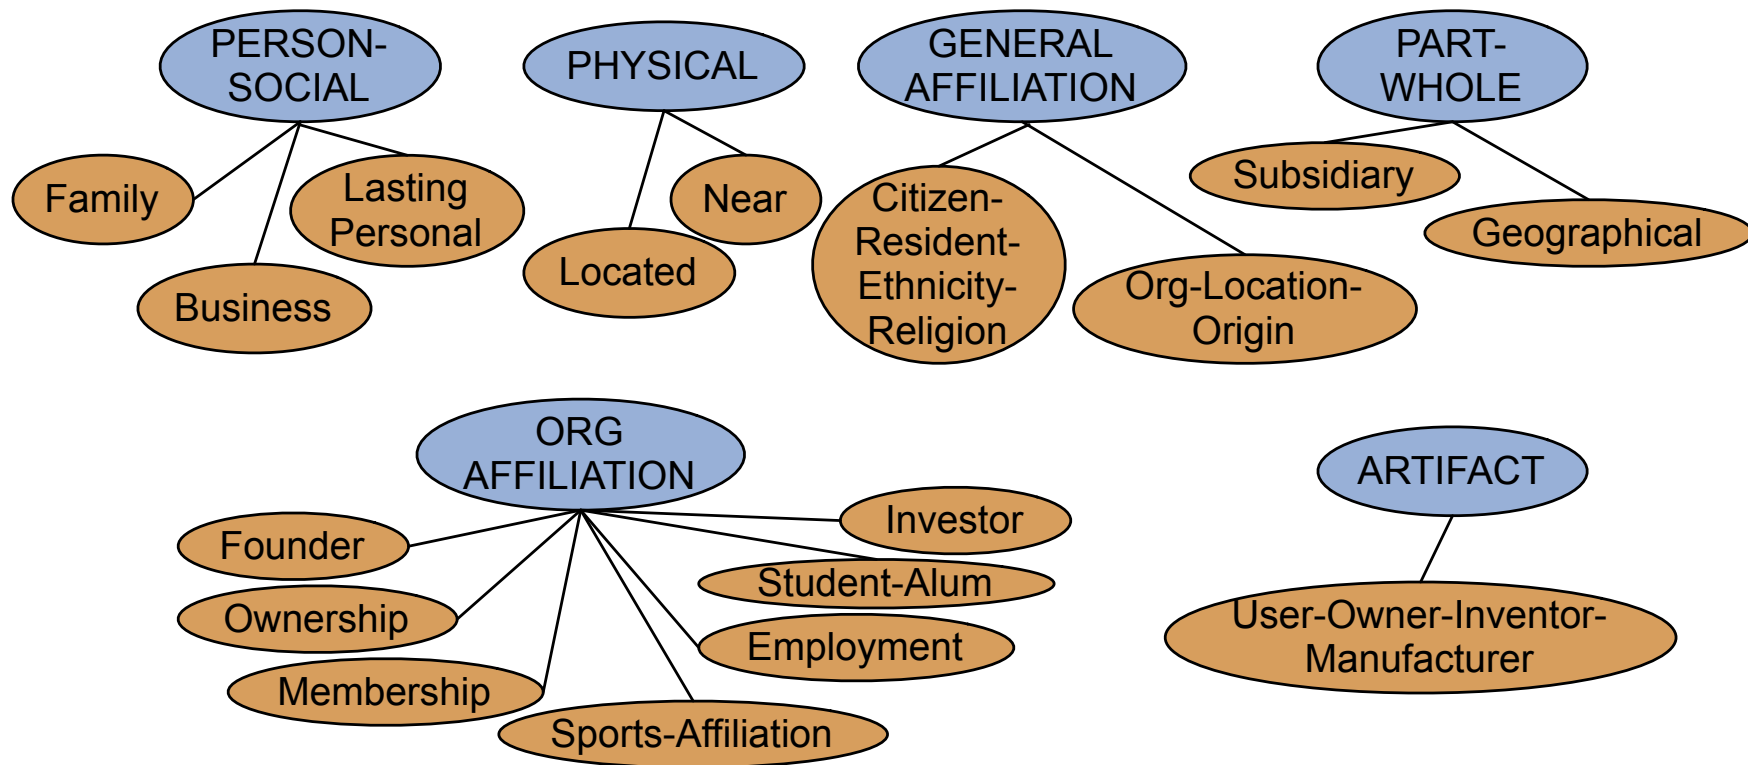 PERSON-
SOCIAL
PHYSICAL
GENERAL
AFFILIATION
PART-
WHOLE
Family
Lasting
Personal
Business
Near
Located
Citizen-
Resident-
Ethnicity-
Religion
Org-Location-
Origin
Subsidiary
Geographical
ORG
AFFILIATION
Founder
Ownership
Membership
Sports-Affiliation
Employment
Student-Alum
Investor
ARTIFACT
User-Owner-Inventor-
Manufacturer